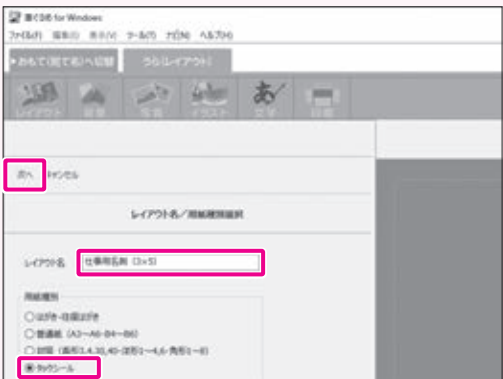 筆ぐるめ for Windows
ファイル(F) 編集(E) 表示(V) ツール(T) ナビ(N) ヘルプ(H)
おもて(宛て名)へ切替 うら(レイアウト)
レイアウト 背景 写真 イラスト 文字 印刷
次へ キャンセル
レイアウト名/用紙種別選択
レイアウト名 仕事用名刺 (2×5)
用紙種別
はがき・往復はがき
普通紙 (A3~A6・B4~B6)
タックシール